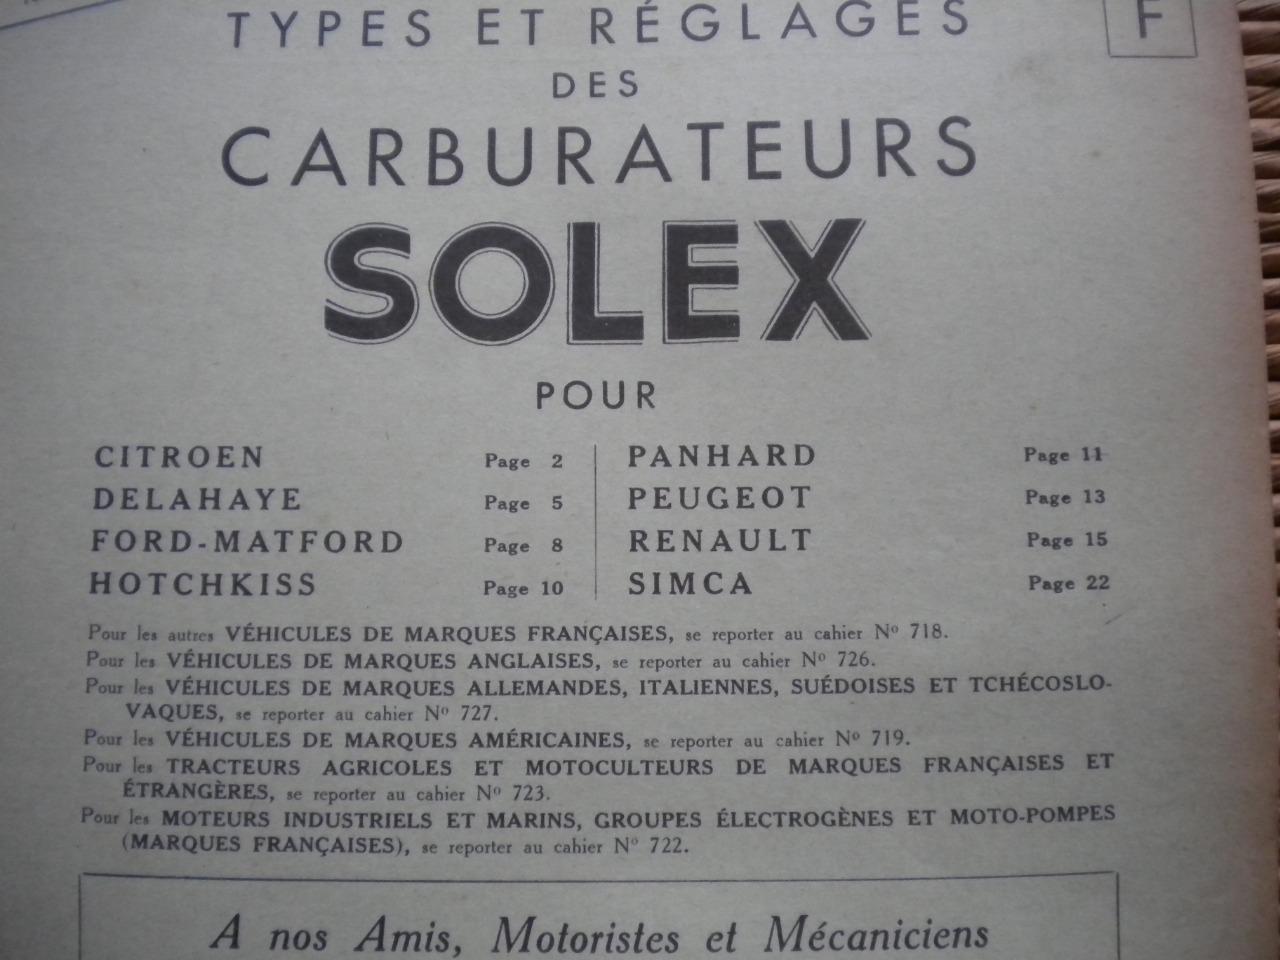 TYPES ET RÉGLAGES
F
DES
CARBURATEURS
SOLEX
POUR
CITROEN Page 2
DELAHAYE Page 5
FORD-MATFORD Page 8
HOTCHKISS Page 10
PANHARD Page 11
PEUGEOT Page 13
RENAULT Page 15
SIMCA Page 22
Pour les autres VÉHICULES DE MARQUES FRANÇAISES, se reporter au cahier Nº 718.
Pour les VÉHICULES DE MARQUES ANGLAISES, se reporter au cahier Nº 726.
Pour les VÉHICULES DE MARQUES ALLEMANDES, ITALIENNES, SUÉDOISES ET TCHÉCOSLO-
VAQUES, se reporter au cahier Nº 727.
Pour les VÉHICULES DE MARQUES AMÉRICAINES, se reporter au cahier Nº 719.
Pour les TRACTEURS AGRICOLES ET MOTOCULTEURS DE MARQUES FRANÇAISES ET
ÉTRANGÈRES, se reporter au cahier Nº 723.
Pour les MOTEURS INDUSTRIELS ET MARINS, GROUPES ÉLECTROGÈNES ET MOTO-POMPES
(MARQUES FRANÇAISES), se reporter au cahier Nº 722.
A nos Amis, Motoristes et Mécaniciens